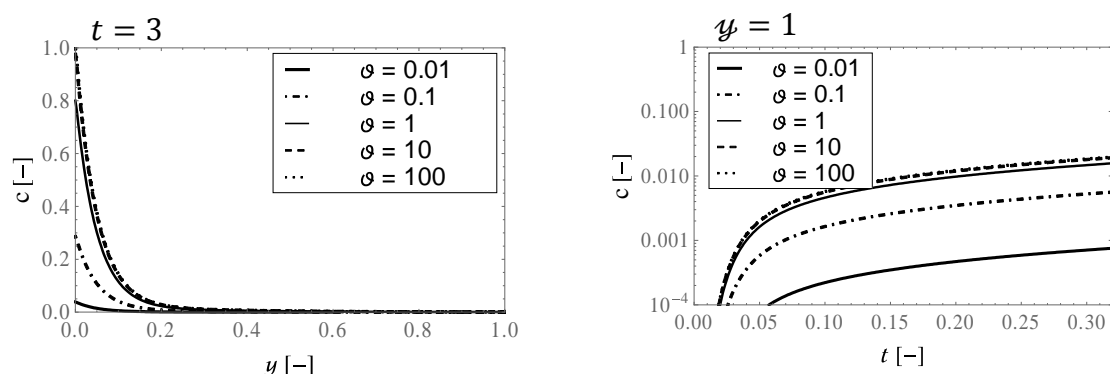 t = 3
1.0
0.8
0.6
0.4
0.2
0.0
c [−]
ℴ = 0.01
ℴ = 0.1
ℴ = 1
ℴ = 10
ℴ = 100
0.0 0.2 0.4 0.6 0.8 1.0
y [−]
𝓎 = 1
1
0.100
0.010
0.001
10⁻⁴
c [−]
ℴ = 0.01
ℴ = 0.1
ℴ = 1
ℴ = 10
ℴ = 100
0.00 0.05 0.10 0.15 0.20 0.25 0.30
t [−]